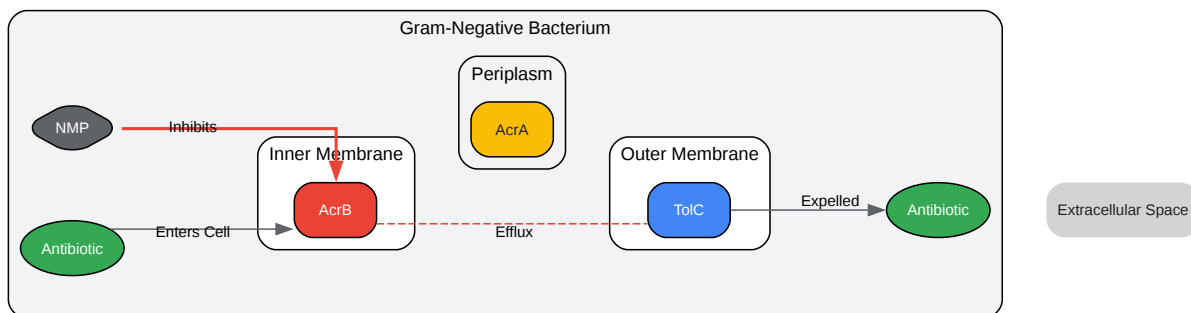 Gram-Negative Bacterium
Periplasm
AcrA
NMP
Inhibits
Inner Membrane
AcrB
Outer Membrane
TolC
Expelled
Antibiotic
Extracellular Space
Antibiotic
Enters Cell
Efflux